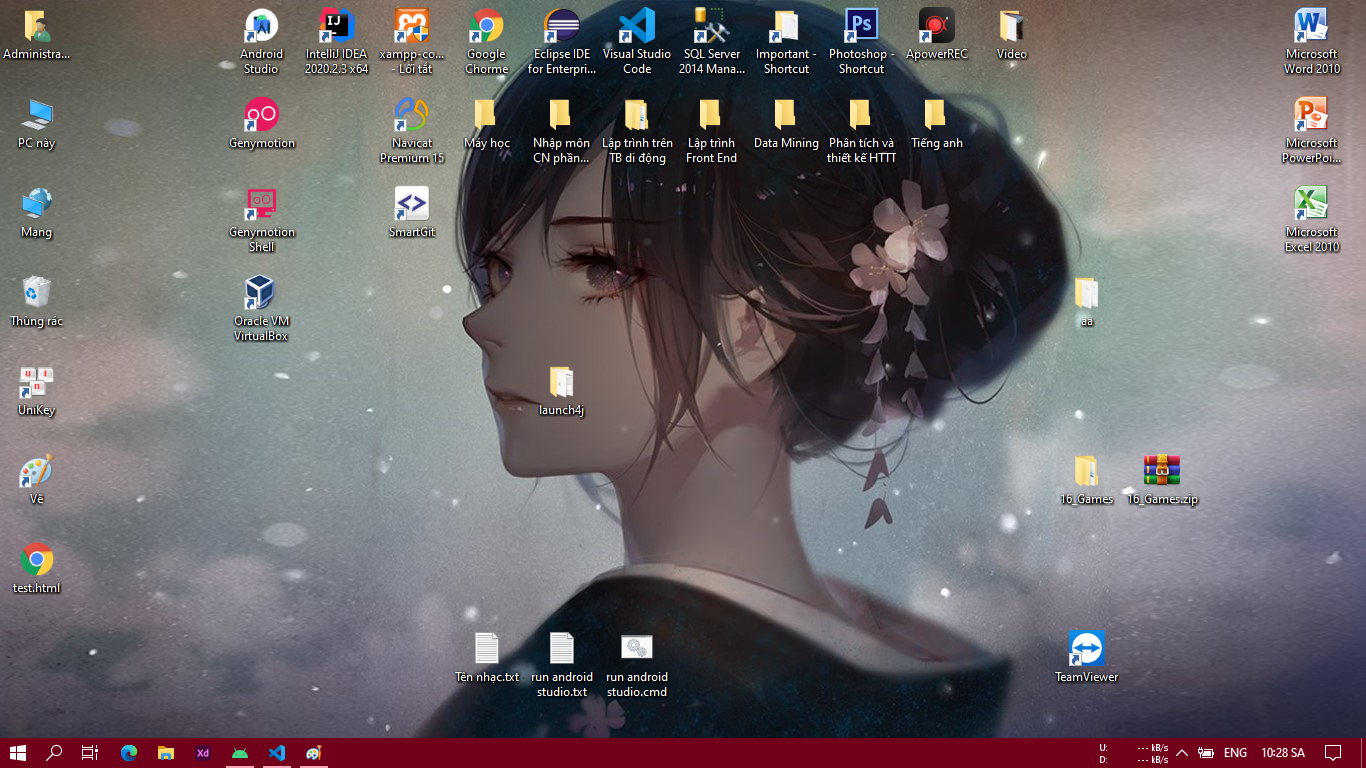 Administra...
Android
Studio
IntelliJ IDEA
2020.2.3 x64
xampp-co...
- Lối tắt
Google
Chorme
Eclipse IDE
for Enterpri...
Visual Studio
Code
SQL Server
2014 Mana...
Important -
Shortcut
Photoshop -
Shortcut
ApowerREC
Video
Microsoft
Word 2010
PC này
Genymotion
Navicat
Premium 15
Máy học
Nhập môn
CN phần...
Lập trình trên
TB di động
Lập trình
Front End
Data Mining
Phân tích và
thiết kế HTTT
Tiếng anh
Microsoft
PowerPoi...
Mạng
Genymotion
Shell
SmartGit
Microsoft
Excel 2010
Thùng rác
Oracle VM
VirtualBox
aa
UniKey
launch4j
Vẽ
16_Games
16_Games.zip
test.html
Tên nhạc.txt
run android
studio.txt
run android
studio.cmd
TeamViewer
Xd
U: --- kB/s
D: --- kB/s
ENG
10:28 SA